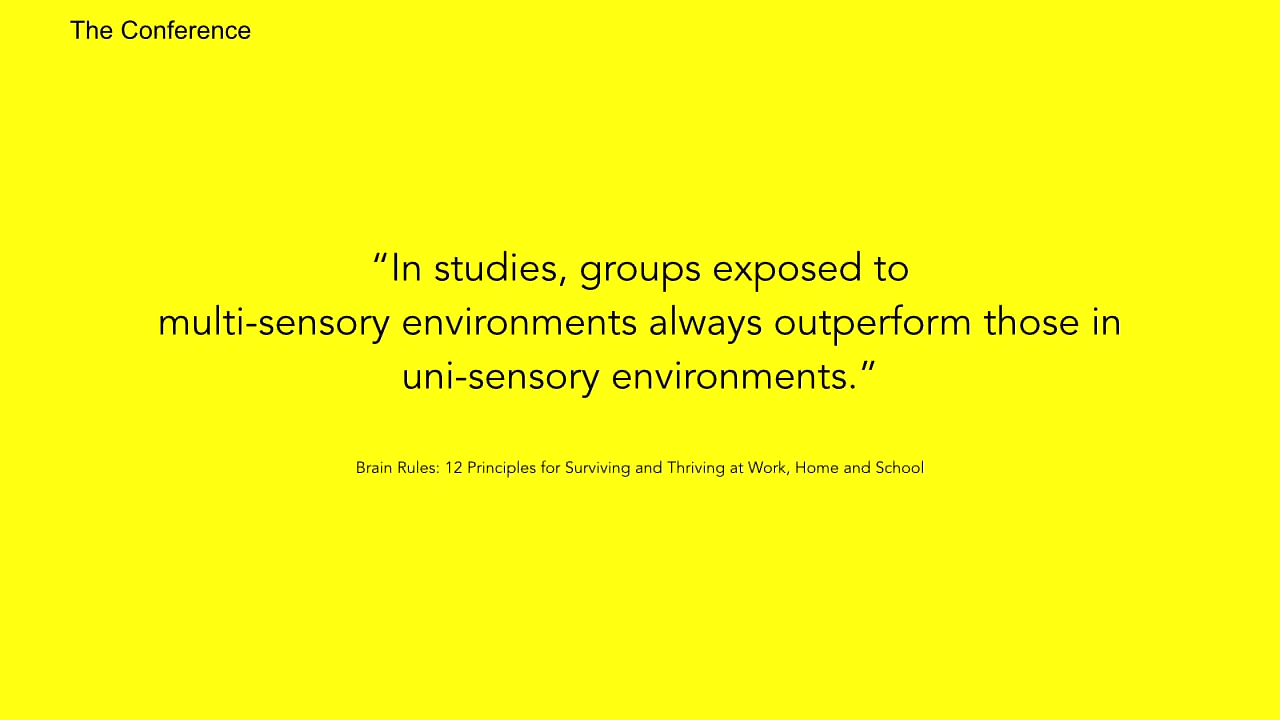 The Conference
“In studies, groups exposed to
multi-sensory environments always outperform those in
uni-sensory environments.”
Brain Rules: 12 Principles for Surviving and Thriving at Work, Home and School